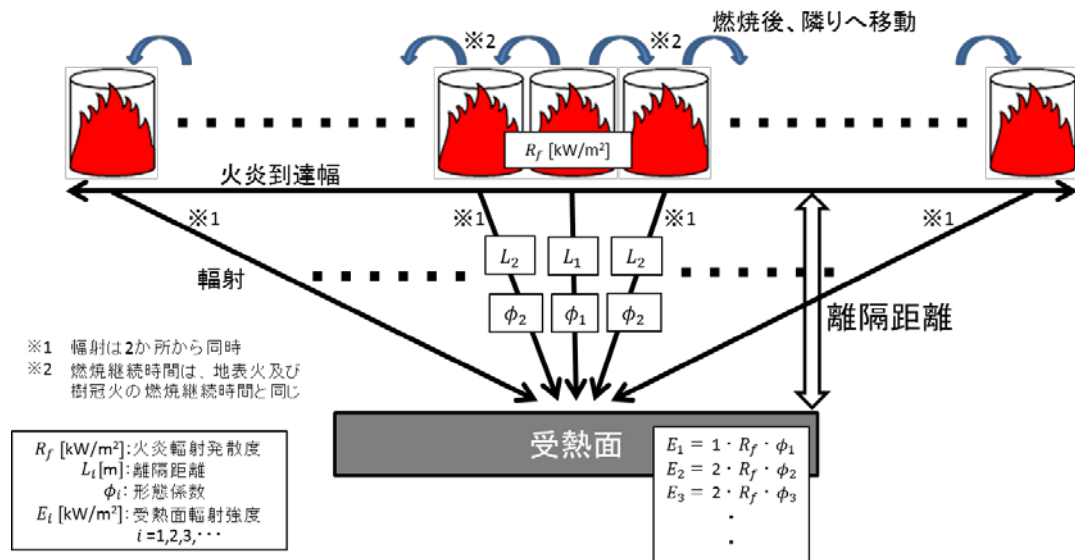 燃焼後、隣りへ移動
※2
※2
R_f [kW/m²]
火炎到達幅
※1
※1
※1
※1
L_2
L_1
L_2
輻射
ϕ_2
ϕ_1
ϕ_2
離隔距離
※1 輻射は2か所から同時
※2 燃焼継続時間は、地表火及び
樹冠火の燃焼継続時間と同じ
受熱面
R_f [kW/m²]:火炎輻射発散度
L_i[m]:離隔距離
ϕ_i:形態係数
E_i [kW/m²]:受熱面輻射強度
i =1,2,3,···
E_1 = 1 · R_f · ϕ_1
E_2 = 2 · R_f · ϕ_2
E_3 = 2 · R_f · ϕ_3
·
·